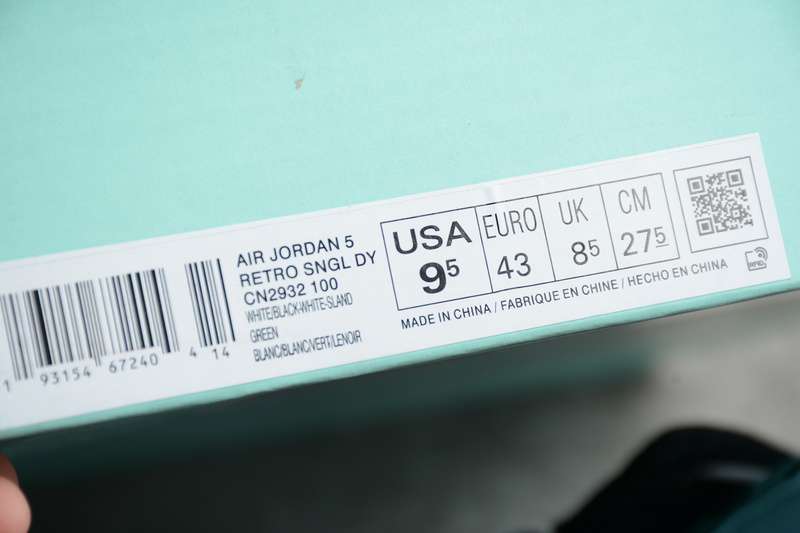 AIR JORDAN 5
RETRO SNGL DY
CN2932 100
WHITE/BLACK-WHITE-SLAND
GREEN
BLANC/BLANC/VERT/LENOIR
1 93154 67240 4 14
USA
95
EURO
43
UK
85
CM
275
MADE IN CHINA / FABRIQUE EN CHINE / HECHO EN CHINA